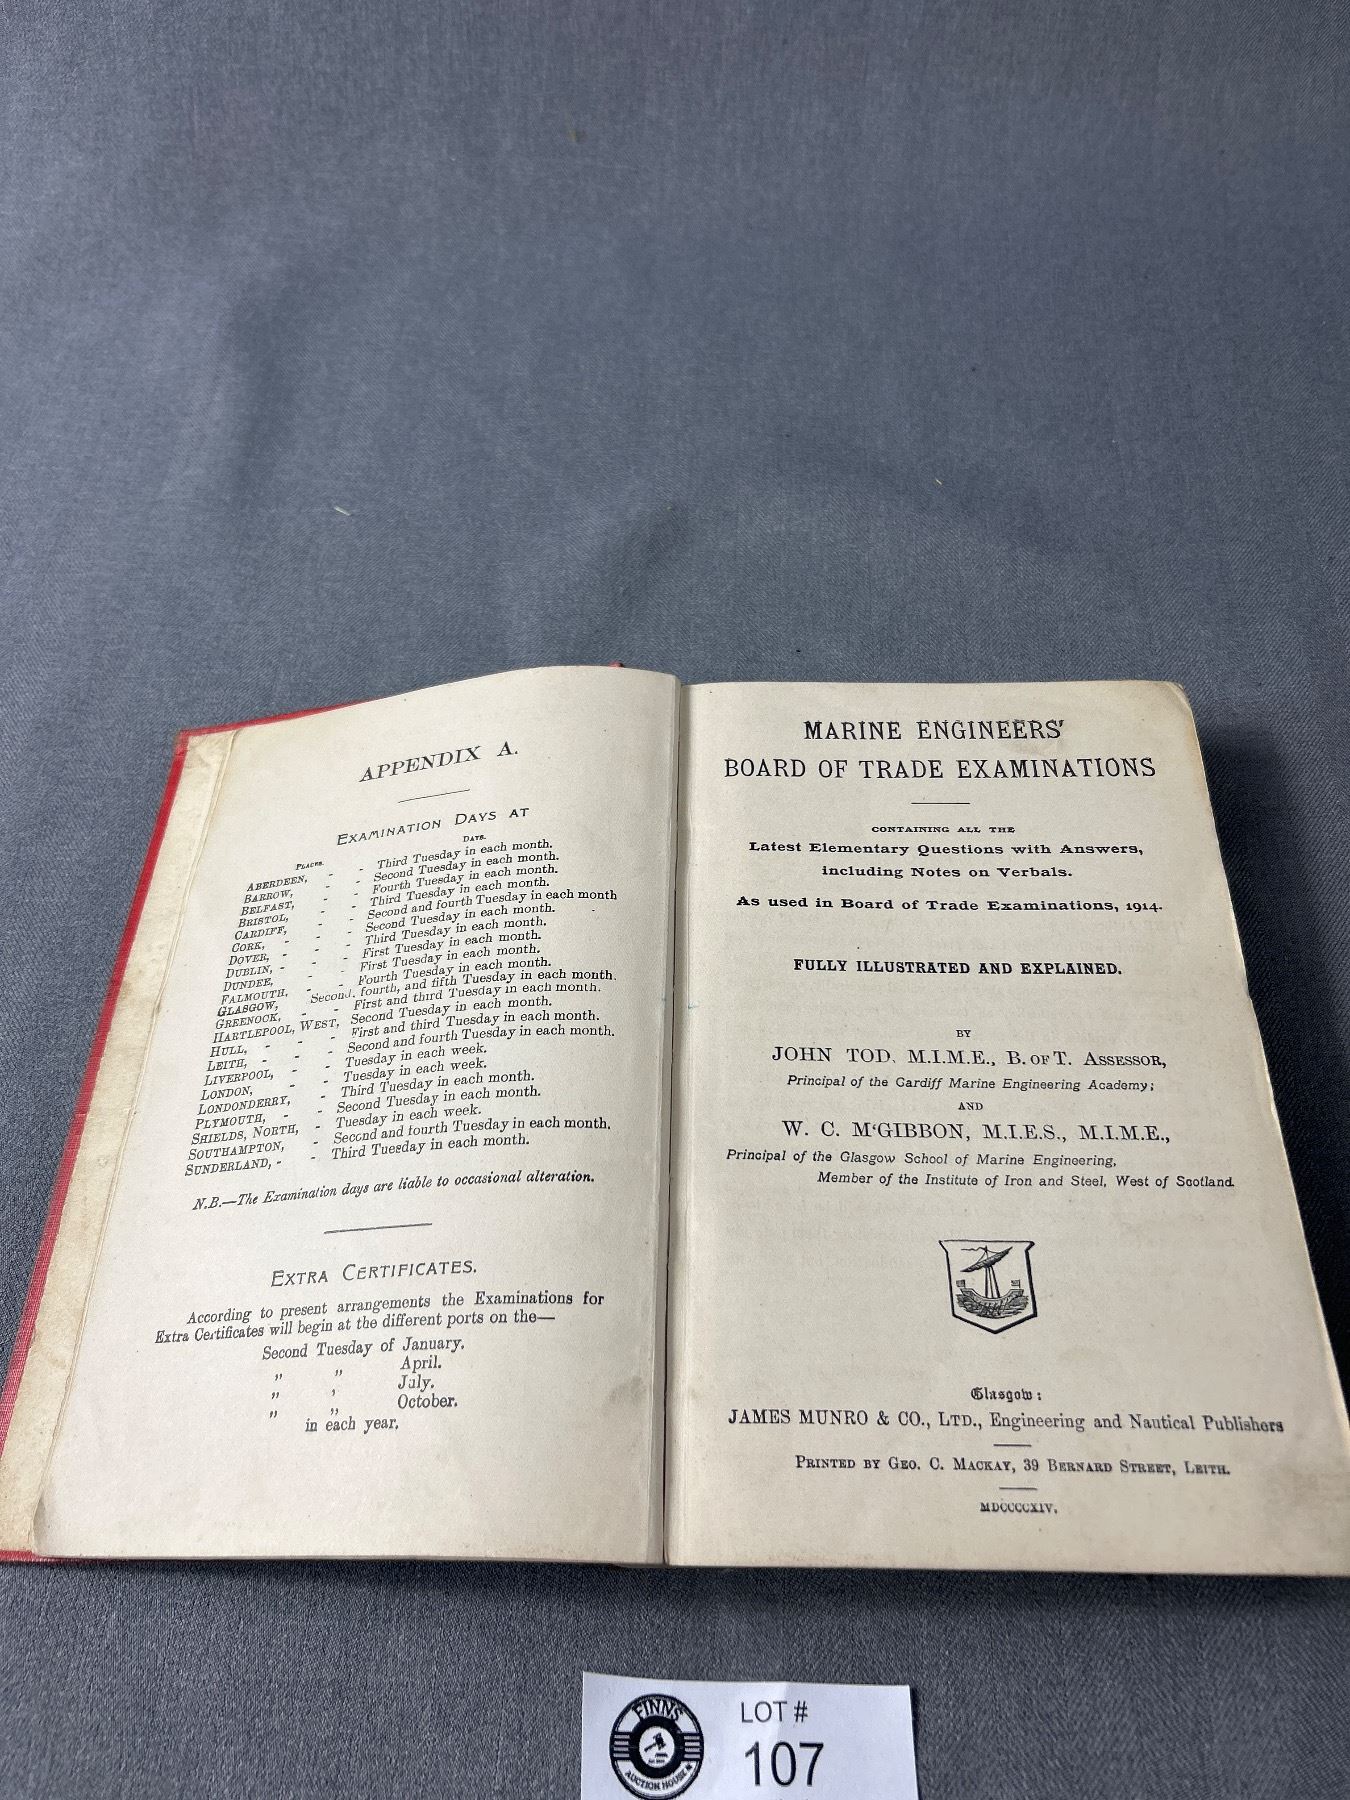 APPENDIX A.
EXAMINATION DAYS AT
PLACES. DAYS.
ABERDEEN, - - Third Tuesday in each month.
BARROW, - - Second Tuesday in each month.
BELFAST, - - Fourth Tuesday in each month.
BRISTOL, - - Third Tuesday in each month.
CARDIFF, - - Second and fourth Tuesday in each month
CORK, - - - Second Tuesday in each month.
DOVER, - - - Third Tuesday in each month.
DUBLIN, - - - First Tuesday in each month.
DUNDEE, - - First Tuesday in each month.
FALMOUTH, - - Fourth Tuesday in each month.
GLASGOW, Second, fourth, and fifth Tuesday in each month.
GREENOCK, - - First and third Tuesday in each month.
HARTLEPOOL, WEST, Second Tuesday in each month.
HULL, - - - First and third Tuesday in each month.
LEITH, - - - Second and fourth Tuesday in each month.
LIVERPOOL, - - Tuesday in each week.
LONDON, - - Tuesday in each week.
LONDONDERRY, - Third Tuesday in each month.
PLYMOUTH, - - Second Tuesday in each month.
SHIELDS, NORTH, - Tuesday in each week.
SOUTHAMPTON, - Second and fourth Tuesday in each month.
SUNDERLAND, - - Third Tuesday in each month.
N.B.—The Examination days are liable to occasional alteration.
EXTRA CERTIFICATES.
According to present arrangements the Examinations for
Extra Certificates will begin at the different ports on the—
Second Tuesday of January.
„ „ April.
„ „ July.
„ „ October.
in each year.
MARINE ENGINEERS'
BOARD OF TRADE EXAMINATIONS
CONTAINING ALL THE
Latest Elementary Questions with Answers,
including Notes on Verbals.
As used in Board of Trade Examinations, 1914.
FULLY ILLUSTRATED AND EXPLAINED.
BY
JOHN TOD, M.I.M.E., B. OF T. ASSESSOR,
Principal of the Cardiff Marine Engineering Academy;
AND
W. C. M'GIBBON, M.I.E.S., M.I.M.E.,
Principal of the Glasgow School of Marine Engineering,
Member of the Institute of Iron and Steel, West of Scotland.
Glasgow:
JAMES MUNRO & CO., LTD., Engineering and Nautical Publishers
PRINTED BY GEO. C. MACKAY, 39 BERNARD STREET, LEITH.
MDCCCCXIV.
FINNS
AUCTION HOUSE
LOT #
107